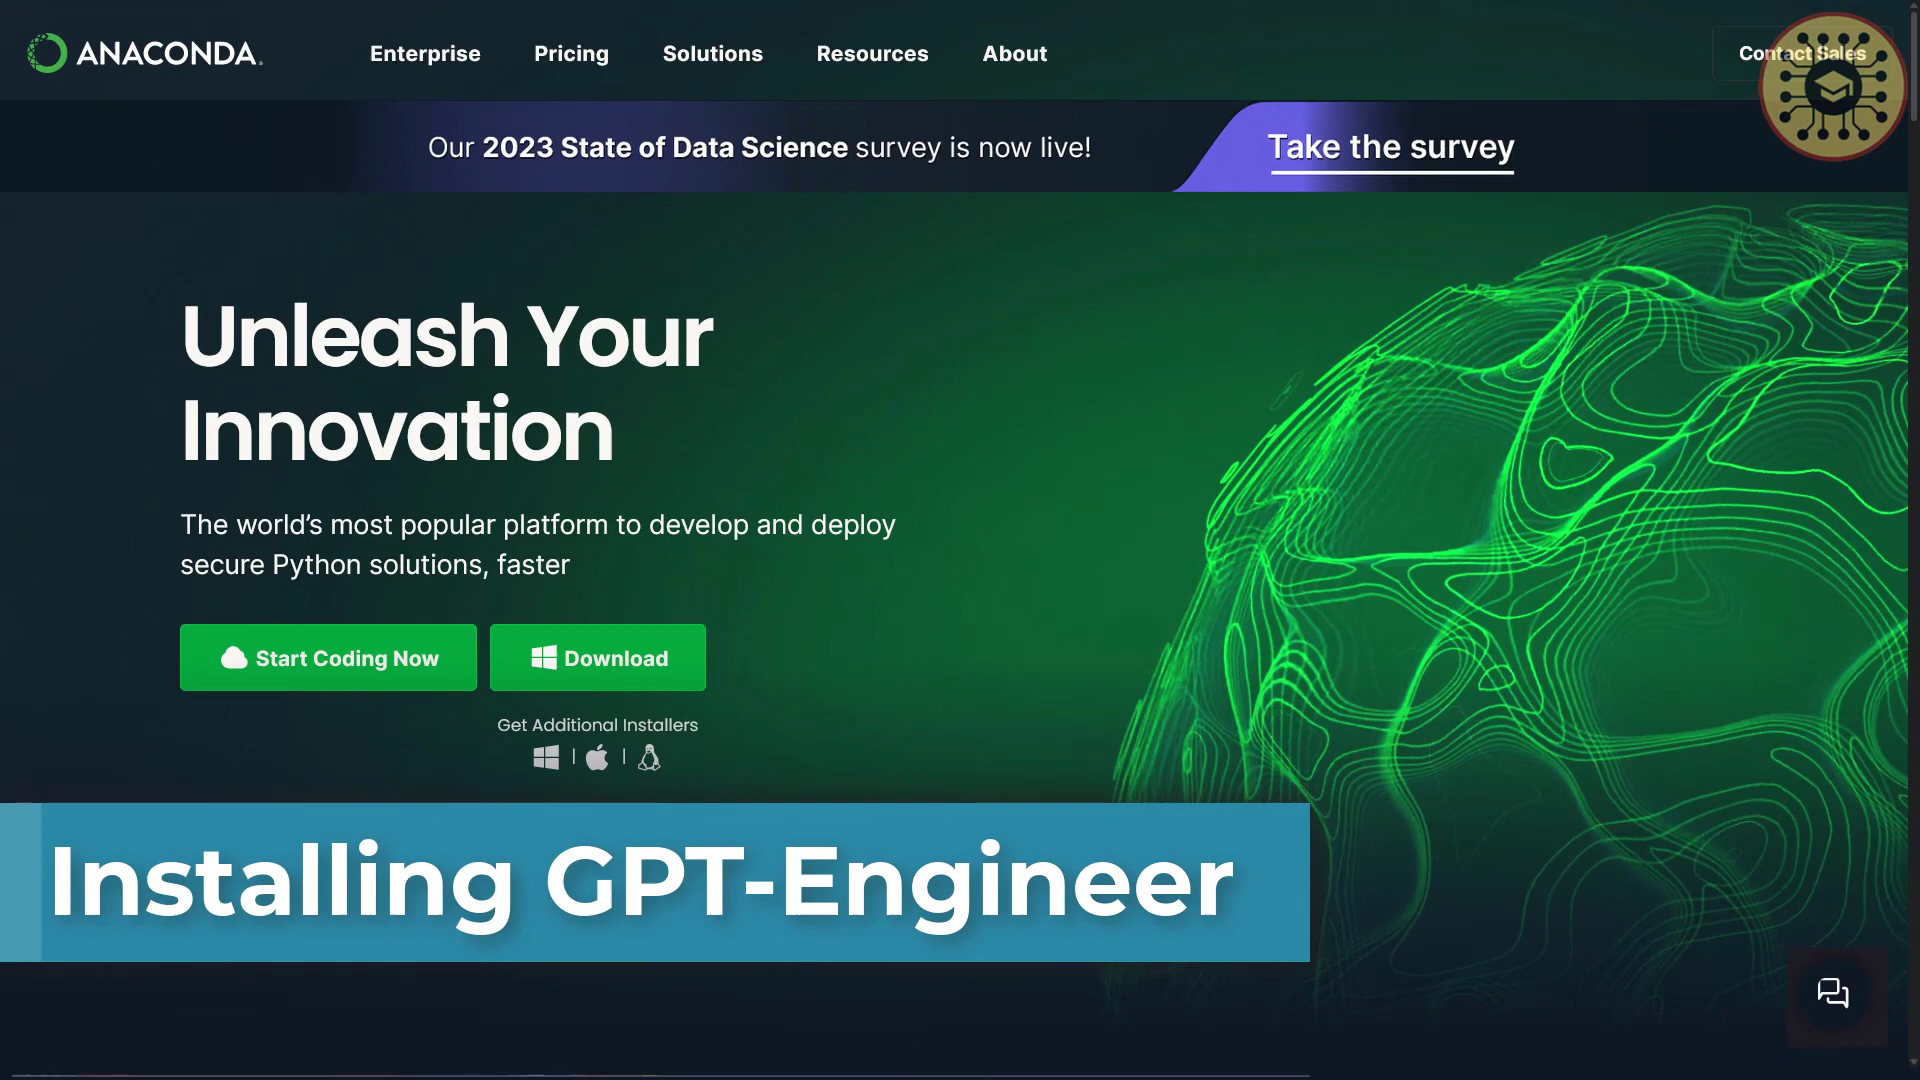 ANACONDA.
Enterprise Pricing Solutions Resources About Contact Sales
Our 2023 State of Data Science survey is now live! Take the survey
Unleash Your
Innovation
The world’s most popular platform to develop and deploy
secure Python solutions, faster
Start Coding Now Download
Get Additional Installers
Installing GPT-Engineer